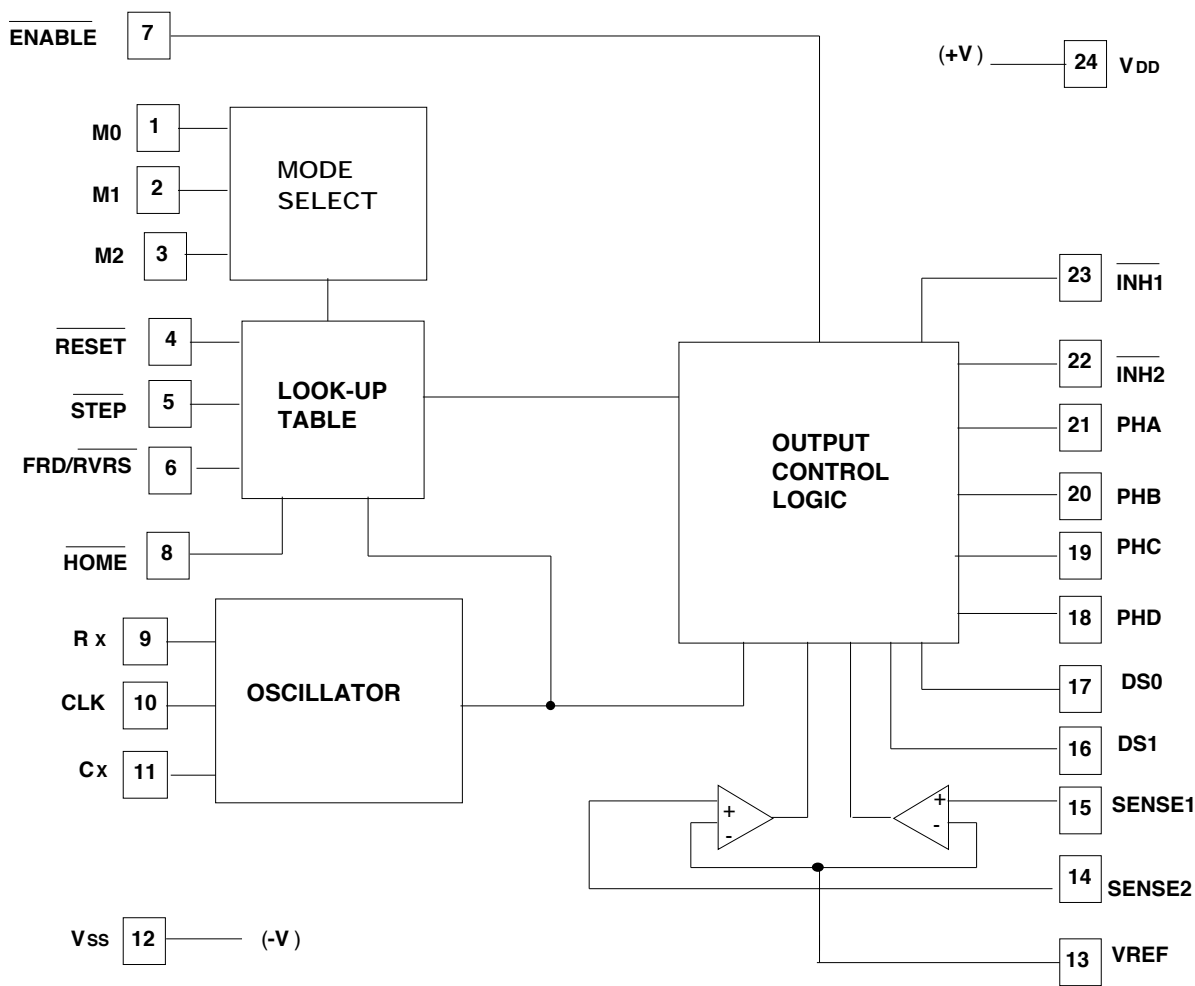 ENABLE 7
(+V) 24 VDD
M0 1
M1 2
M2 3
MODE
SELECT
RESET 4
STEP 5
FRD/RVRS 6
LOOK-UP
TABLE
HOME 8
Rx 9
CLK 10
Cx 11
OSCILLATOR
OUTPUT
CONTROL
LOGIC
23 INH1
22 INH2
21 PHA
20 PHB
19 PHC
18 PHD
17 DS0
16 DS1
+
-
+
-
15 SENSE1
14 SENSE2
13 VREF
Vss 12 (-V)